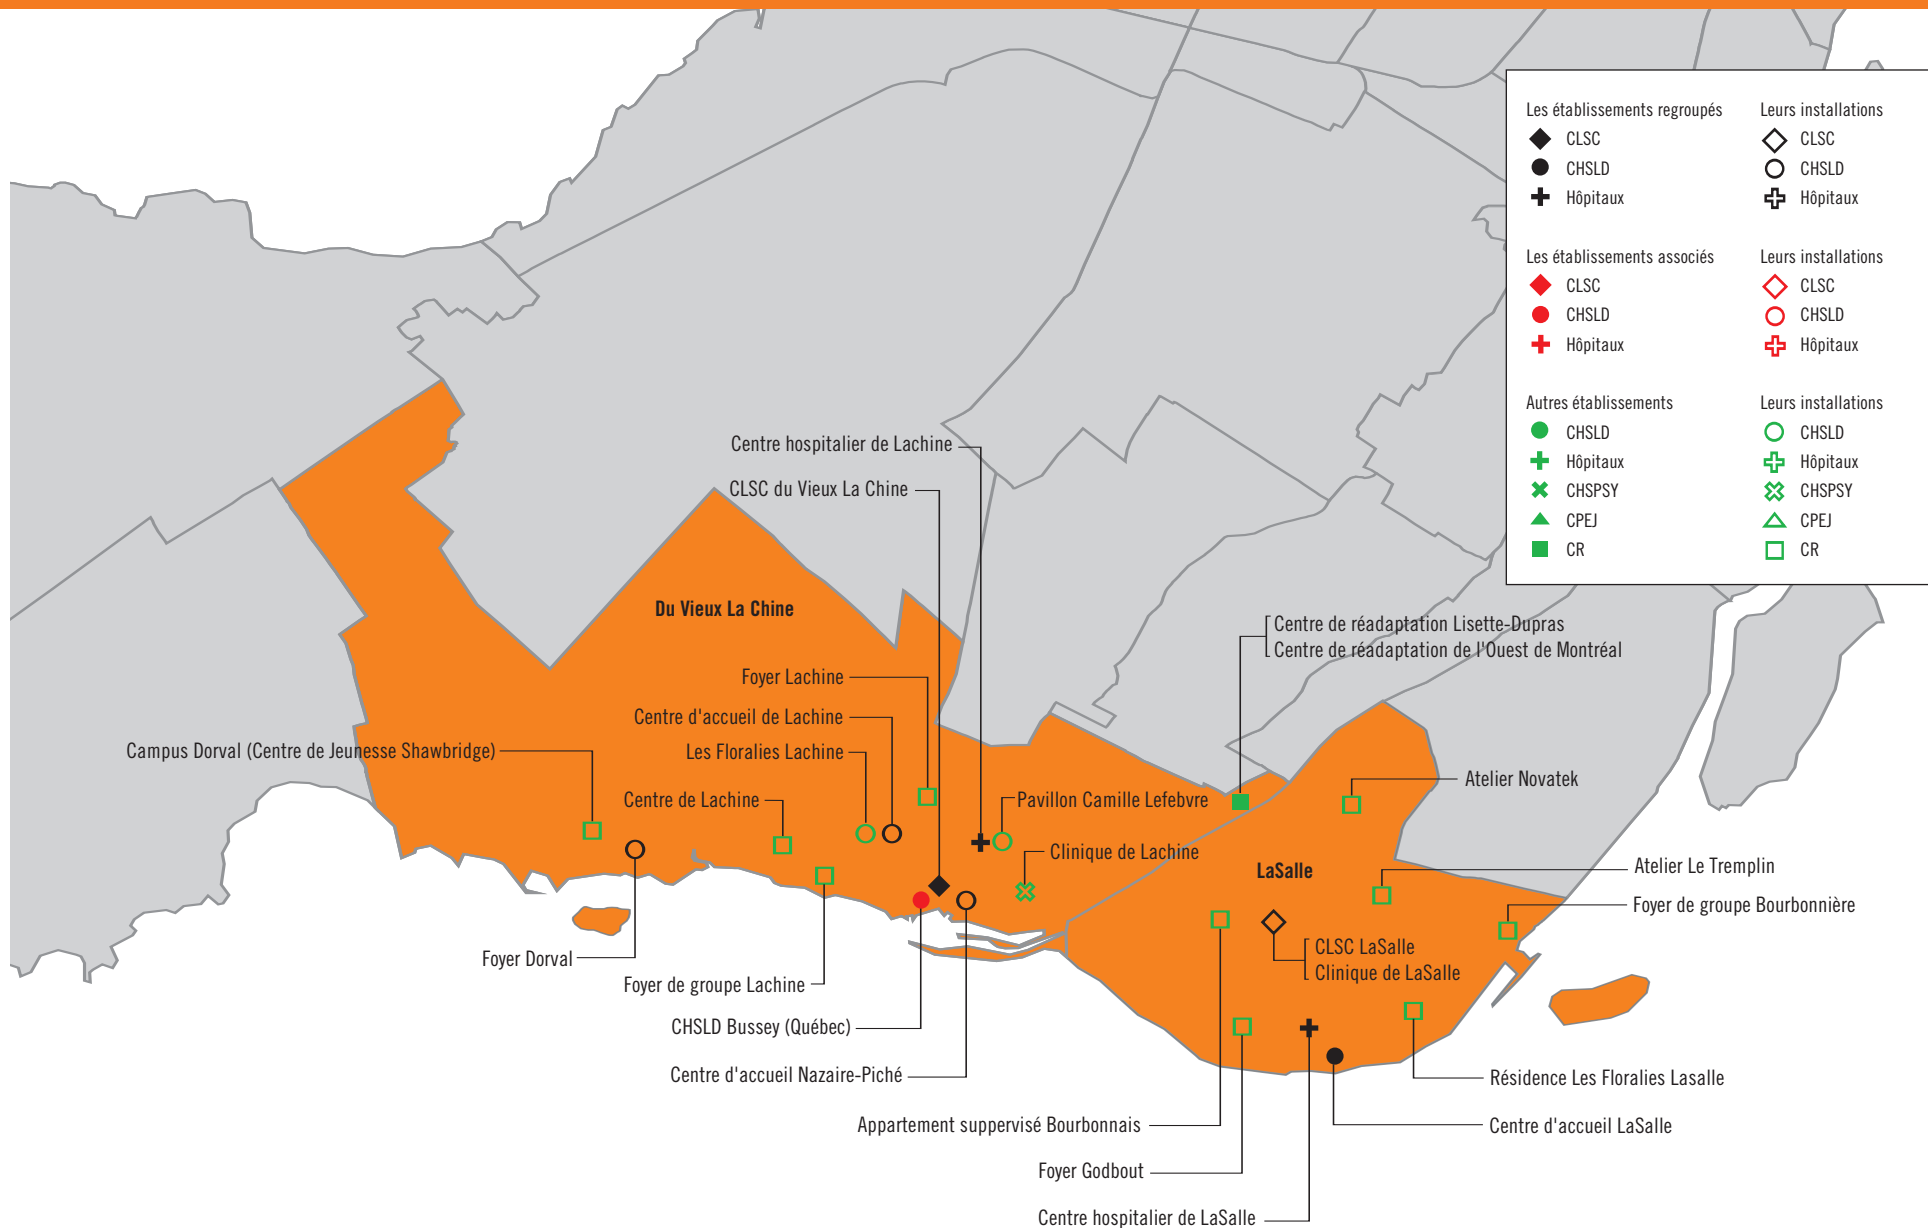 Les établissements regroupés
CLSC
CHSLD
Hôpitaux
Leurs installations
CLSC
CHSLD
Hôpitaux
Les établissements associés
CLSC
CHSLD
Hôpitaux
Leurs installations
CLSC
CHSLD
Hôpitaux
Autres établissements
CHSLD
Hôpitaux
CHSPSY
CPEJ
CR
Leurs installations
CHSLD
Hôpitaux
CHSPSY
CPEJ
CR
Centre hospitalier de Lachine
CLSC du Vieux La Chine
Du Vieux La Chine
Centre de réadaptation Lisette-Dupras
Centre de réadaptation de l'Ouest de Montréal
Foyer Lachine
Centre d'accueil de Lachine
Campus Dorval (Centre de Jeunesse Shawbridge)
Les Floralies Lachine
Atelier Novatek
Centre de Lachine
Pavillon Camille Lefebvre
Clinique de Lachine
LaSalle
Atelier Le Tremplin
Foyer de groupe Bourbonnière
CLSC LaSalle
Clinique de LaSalle
Foyer Dorval
Foyer de groupe Lachine
CHSLD Bussey (Québec)
Centre d'accueil Nazaire-Piché
Résidence Les Floralies Lasalle
Appartement suppervisé Bourbonnais
Centre d'accueil LaSalle
Foyer Godbout
Centre hospitalier de LaSalle